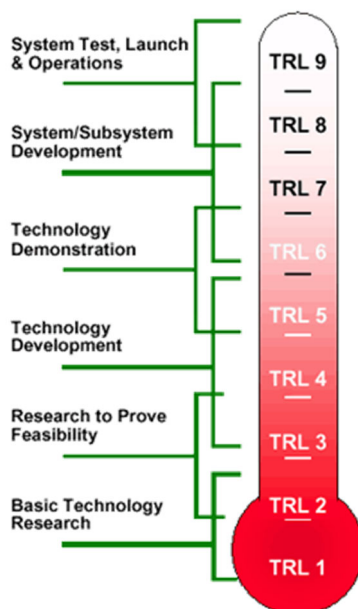 System Test, Launch
& Operations
System/Subsystem
Development
Technology
Demonstration
Technology
Development
Research to Prove
Feasibility
Basic Technology
Research
TRL 9
TRL 8
TRL 7
TRL 6
TRL 5
TRL 4
TRL 3
TRL 2
TRL 1